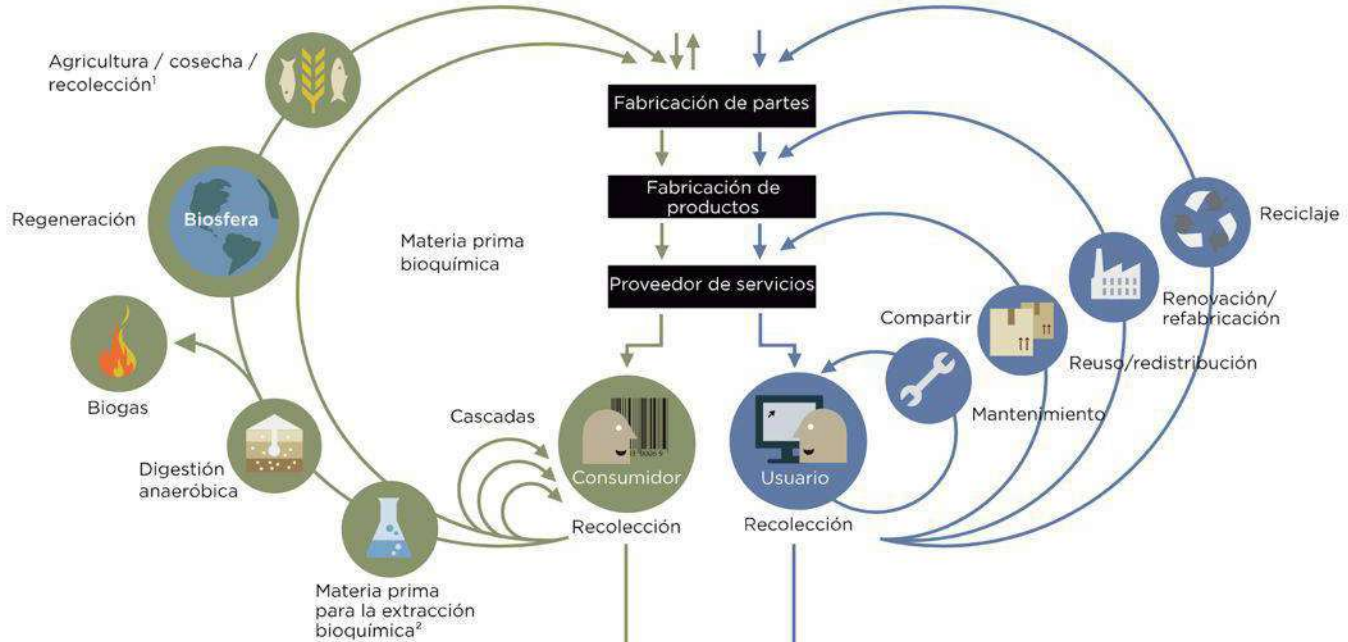 Agricultura / cosecha /
recolección¹
Fabricación de partes
Regeneración
Biosfera
Fabricación de
productos
Reciclaje
Materia prima
bioquímica
Proveedor de servicios
Renovación/
refabricación
Compartir
Reuso/redistribución
Biogas
Mantenimiento
Cascadas
Digestión
anaeróbica
Consumidor
Usuario
Recolección
Recolección
Materia prima
para la extracción
bioquímica²